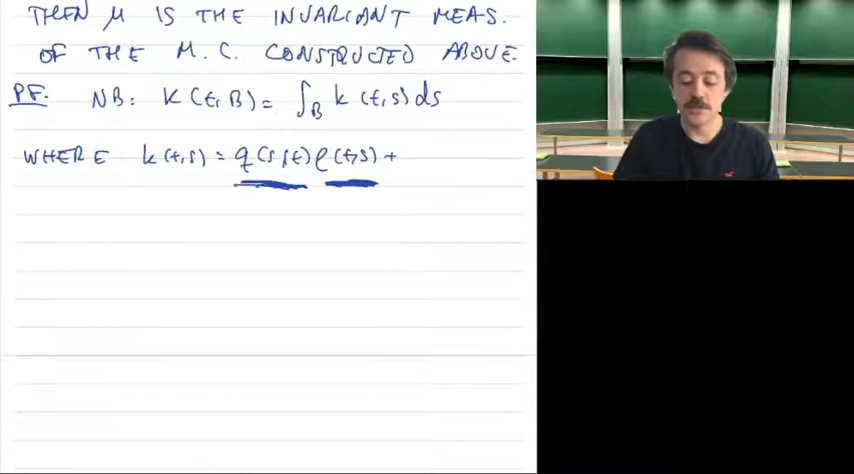 THEN μ IS THE INVARIANT MEAS.
OF THE M.C. CONSTRUCTED ABOVE.
PF. NB: K(t,B) = ∫_B k(t,s) ds
WHERE k(t,s) = q(s,t) ρ(t,s) +